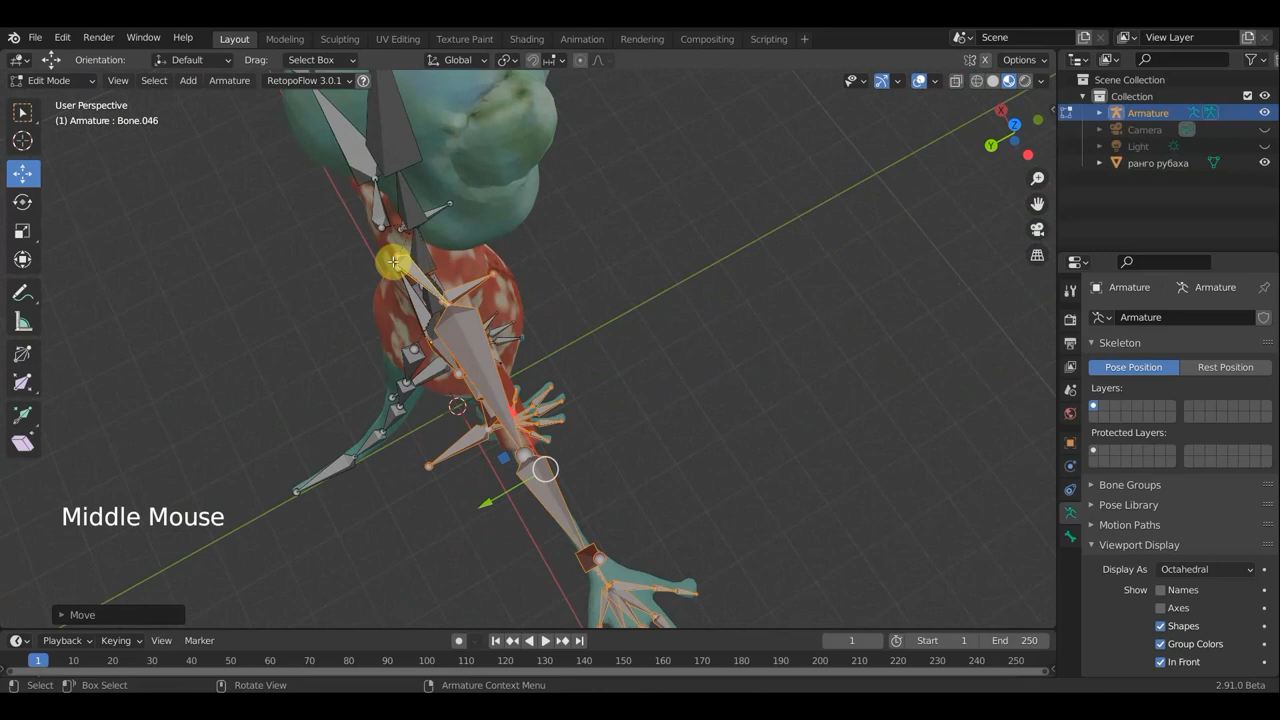 File Edit Render Window Help Layout Modeling Sculpting UV Editing Texture Paint Shading Animation Rendering Compositing Scripting + Scene View Layer
Orientation: Default Drag: Select Box Global X Options
Edit Mode View Select Add Armature RetopoFlow 3.0.1
User Perspective
(1) Armature : Bone.046
X
Z
Y
Scene Collection
Collection
Armature
Camera
Light
ранго рубаха
Armature Armature
Armature
Skeleton
Pose Position Rest Position
Layers:
Protected Layers:
Bone Groups
Pose Library
Motion Paths
Viewport Display
Display As Octahedral
Show Names
Axes
Shapes
Group Colors
In Front
Middle Mouse
Move
Playback Keying View Marker 1 Start 1 End 250
1 10 20 30 40 50 60 70 80 90 100 110 120 130 140 150 160 170 180 190 200 210 220 230 240 250
Select Box Select Rotate View Armature Context Menu 2.91.0 Beta